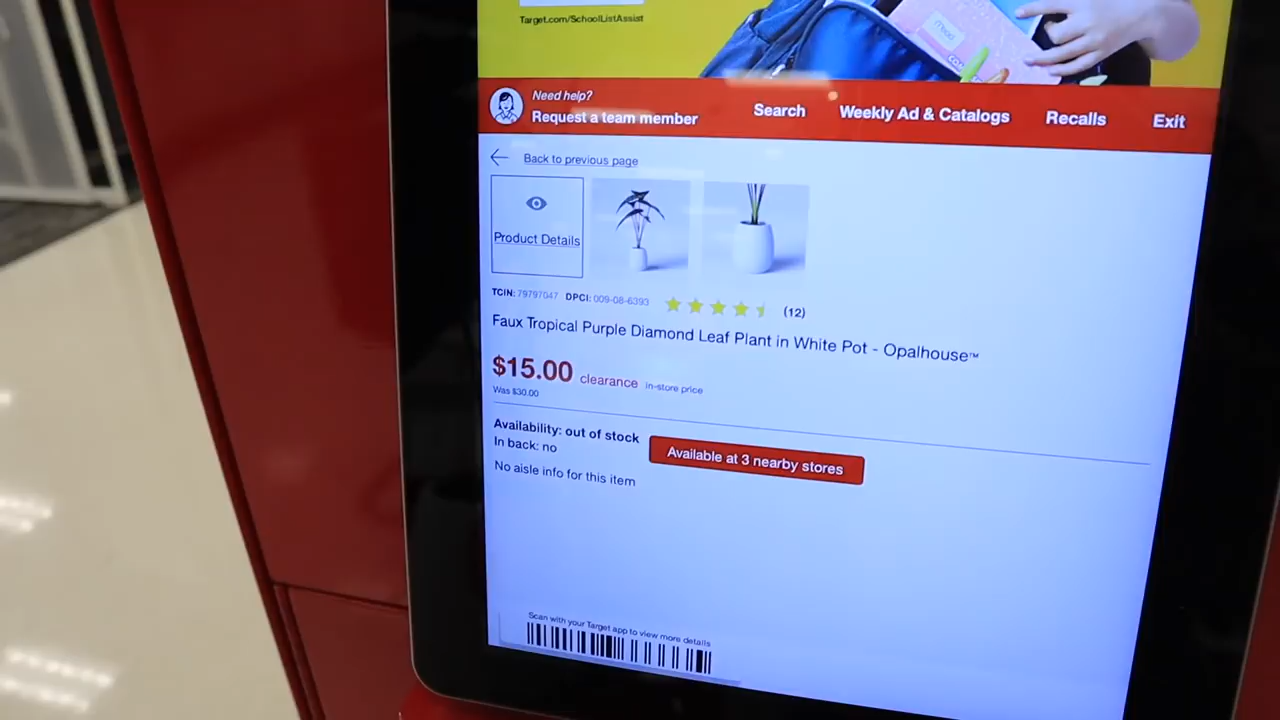 Target.com/SchoolListAssist
Need help?
Request a team member
Search
Weekly Ad & Catalogs
Recalls
Exit
Back to previous page
Product Details
TCIN: 79797047 DPCI: 009-08-6393
(12)
Faux Tropical Purple Diamond Leaf Plant in White Pot - Opalhouse™
$15.00 clearance in-store price
Was $30.00
Availability: out of stock
In back: no
Available at 3 nearby stores
No aisle info for this item
Scan with your Target app to view more details